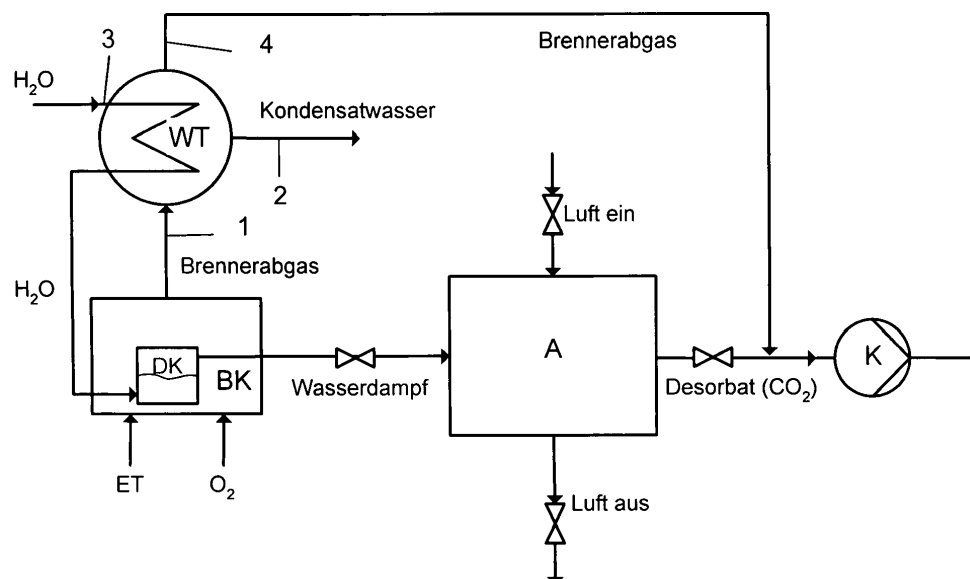 4
Brennerabgas
3
H₂O
Kondensatwasser
WT
2
1
Luft ein
Brennerabgas
H₂O
A
K
DK
BK
Wasserdampf
Desorbat (CO₂)
ET
O₂
Luft aus